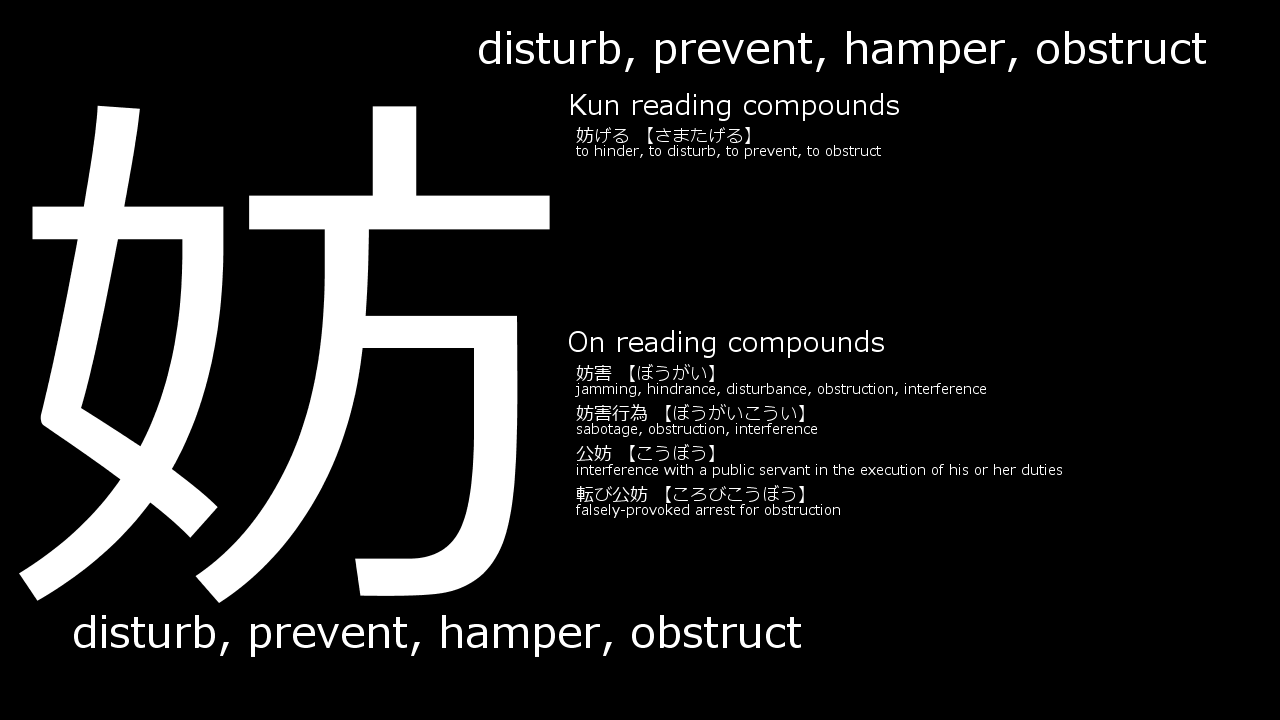 disturb, prevent, hamper, obstruct
妨
Kun reading compounds
妨げる 【さまたげる】
to hinder, to disturb, to prevent, to obstruct
On reading compounds
妨害 【ぼうがい】
jamming, hindrance, disturbance, obstruction, interference
妨害行為 【ぼうがいこうい】
sabotage, obstruction, interference
公妨 【こうぼう】
interference with a public servant in the execution of his or her duties
転び公妨 【ころびこうぼう】
falsely-provoked arrest for obstruction
disturb, prevent, hamper, obstruct